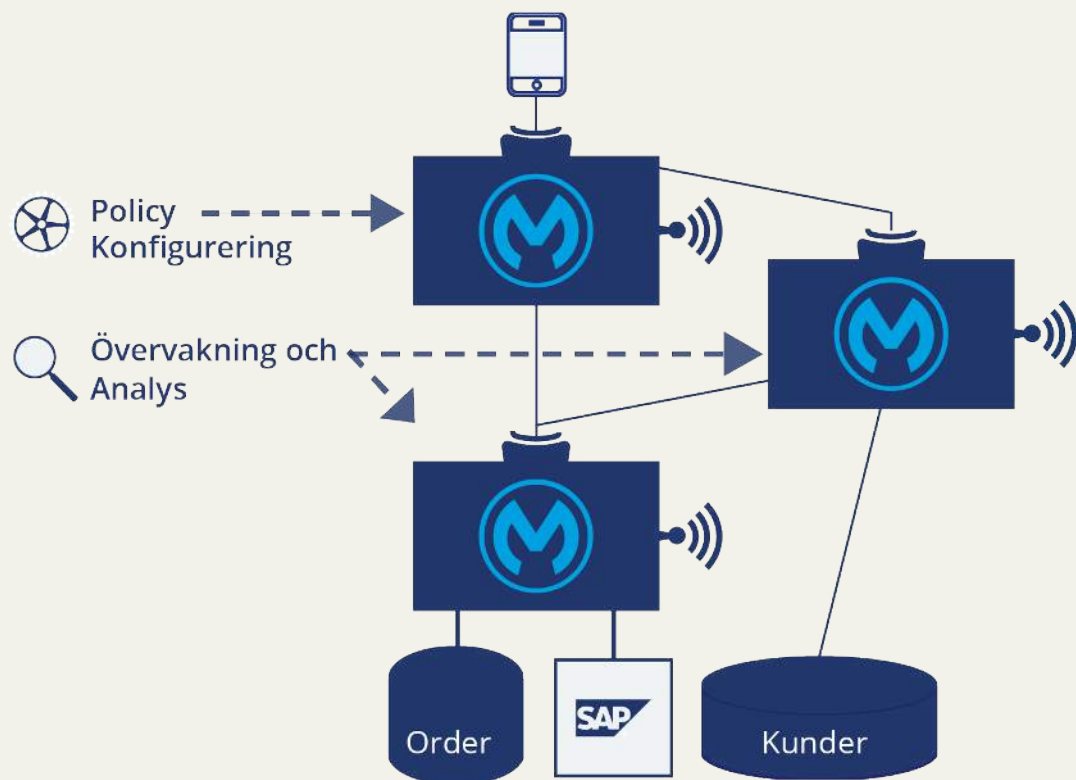 Policy
Konfigurering
Övervakning och
Analys
Order
SAP
Kunder